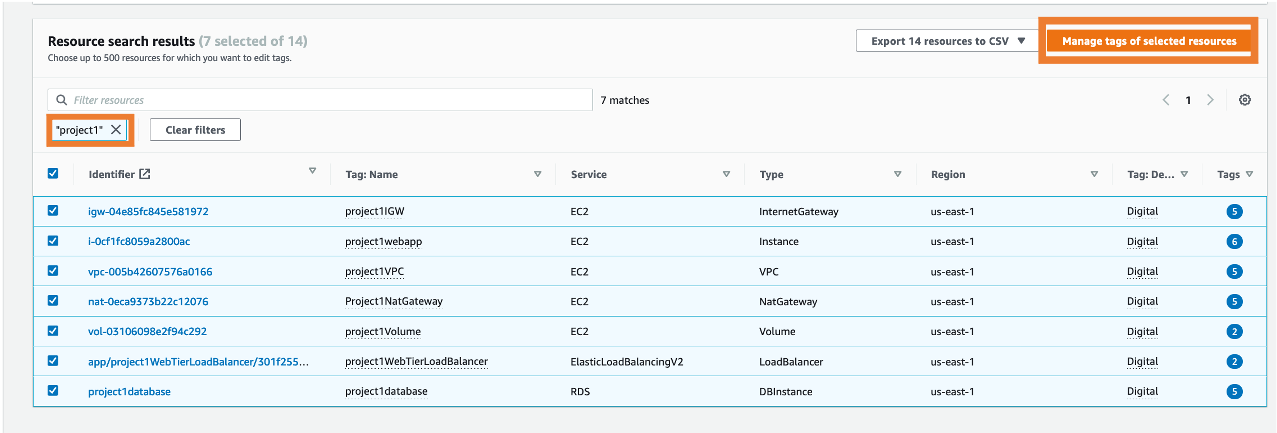 Resource search results (7 selected of 14)
Choose up to 500 resources for which you want to edit tags.
Export 14 resources to CSV
Manage tags of selected resources
Filter resources
7 matches
1
"project1"
Clear filters
Identifier Tag: Name Service Type Region Tag: De... Tags
igw-04e85fc845e581972 project1IGW EC2 InternetGateway us-east-1 Digital 5
i-0cf1fc8059a2800ac project1webapp EC2 Instance us-east-1 Digital 6
vpc-005b42607576a0166 project1VPC EC2 VPC us-east-1 Digital 5
nat-0eca9373b22c12076 Project1NatGateway EC2 NatGateway us-east-1 Digital 5
vol-03106098e2f94c292 project1Volume EC2 Volume us-east-1 Digital 2
app/project1WebTierLoadBalancer/301f255... project1WebTierLoadBalancer ElasticLoadBalancingV2 LoadBalancer us-east-1 Digital 2
project1database project1database RDS DBInstance us-east-1 Digital 5